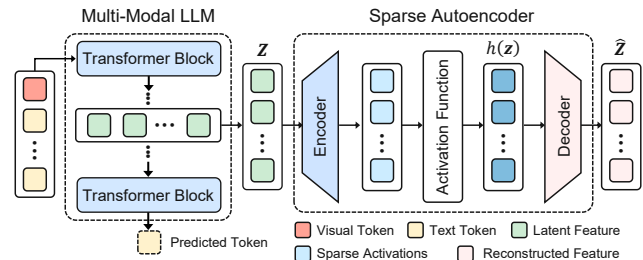 Multi-Modal LLM
Sparse Autoencoder
Transformer Block
Transformer Block
Predicted Token
Z
Encoder
Activation Function
h(z)
Decoder
Ẑ
Visual Token
Text Token
Latent Feature
Sparse Activations
Reconstructed Feature